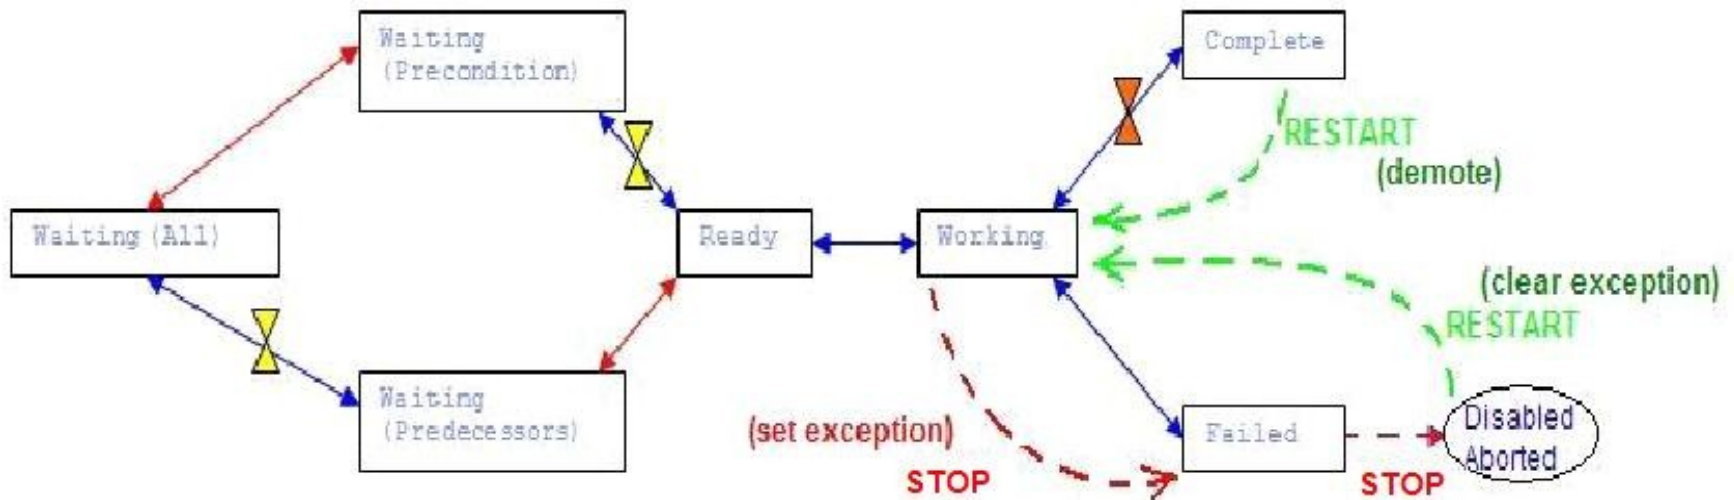 Waiting
(Precondition)
Complete
RESTART
(demote)
Waiting (All)
Ready
Working
(clear exception)
RESTART
Waiting
(Predecessors)
(set exception)
STOP
Failed
STOP
Disabled
Aborted